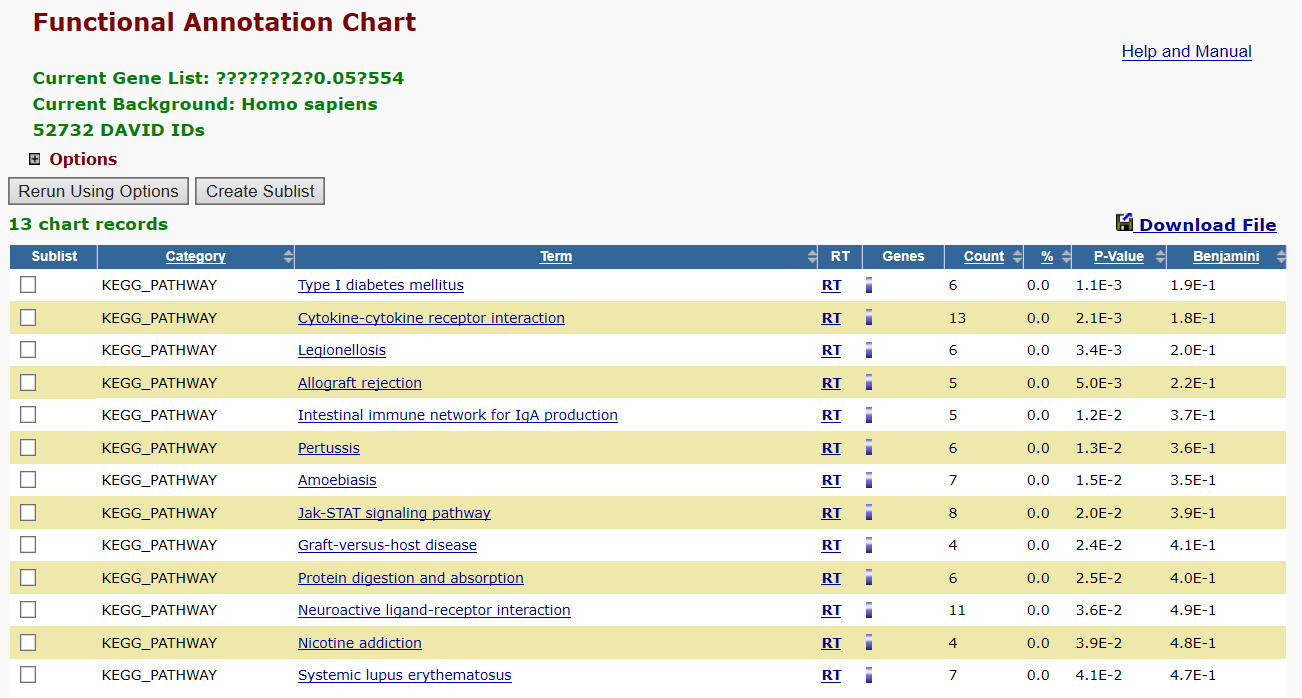 Functional Annotation Chart
Help and Manual
Current Gene List: ???????2?0.05?554
Current Background: Homo sapiens
52732 DAVID IDs
Options
Rerun Using Options Create Sublist
13 chart records
Download File
Sublist Category Term RT Genes Count % P-Value Benjamini
KEGG_PATHWAY Type I diabetes mellitus RT 6 0.0 1.1E-3 1.9E-1
KEGG_PATHWAY Cytokine-cytokine receptor interaction RT 13 0.0 2.1E-3 1.8E-1
KEGG_PATHWAY Legionellosis RT 6 0.0 3.4E-3 2.0E-1
KEGG_PATHWAY Allograft rejection RT 5 0.0 5.0E-3 2.2E-1
KEGG_PATHWAY Intestinal immune network for IgA production RT 5 0.0 1.2E-2 3.7E-1
KEGG_PATHWAY Pertussis RT 6 0.0 1.3E-2 3.6E-1
KEGG_PATHWAY Amoebiasis RT 7 0.0 1.5E-2 3.5E-1
KEGG_PATHWAY Jak-STAT signaling pathway RT 8 0.0 2.0E-2 3.9E-1
KEGG_PATHWAY Graft-versus-host disease RT 4 0.0 2.4E-2 4.1E-1
KEGG_PATHWAY Protein digestion and absorption RT 6 0.0 2.5E-2 4.0E-1
KEGG_PATHWAY Neuroactive ligand-receptor interaction RT 11 0.0 3.6E-2 4.9E-1
KEGG_PATHWAY Nicotine addiction RT 4 0.0 3.9E-2 4.8E-1
KEGG_PATHWAY Systemic lupus erythematosus RT 7 0.0 4.1E-2 4.7E-1